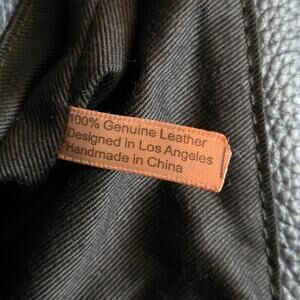 100% Genuine Leather
Designed in Los Angeles
Handmade in China